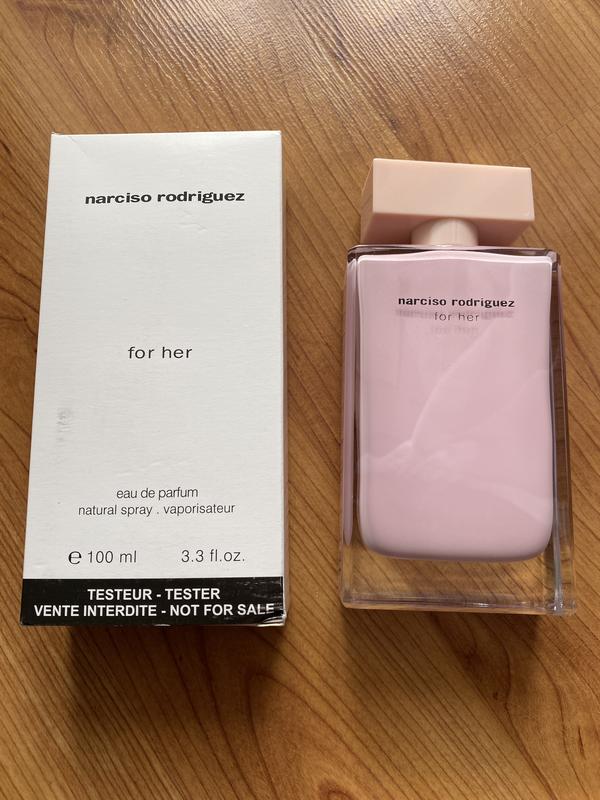 narciso rodriguez
for her
eau de parfum
natural spray . vaporisateur
℮ 100 ml 3.3 fl.oz.
TESTEUR - TESTER
VENTE INTERDITE - NOT FOR SALE
narciso rodriguez
for her